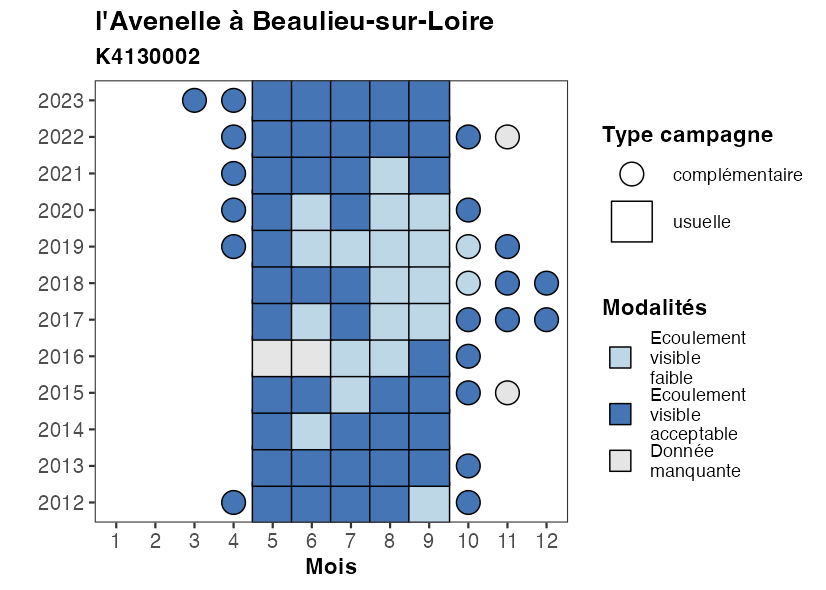 l'Avenelle à Beaulieu-sur-Loire
K4130002
2023
2022
2021
2020
2019
2018
2017
2016
2015
2014
2013
2012
1 2 3 4 5 6 7 8 9 10 11 12
Mois
Type campagne
complémentaire
usuelle
Modalités
Ecoulement
visible
faible
Ecoulement
visible
acceptable
Donnée
manquante